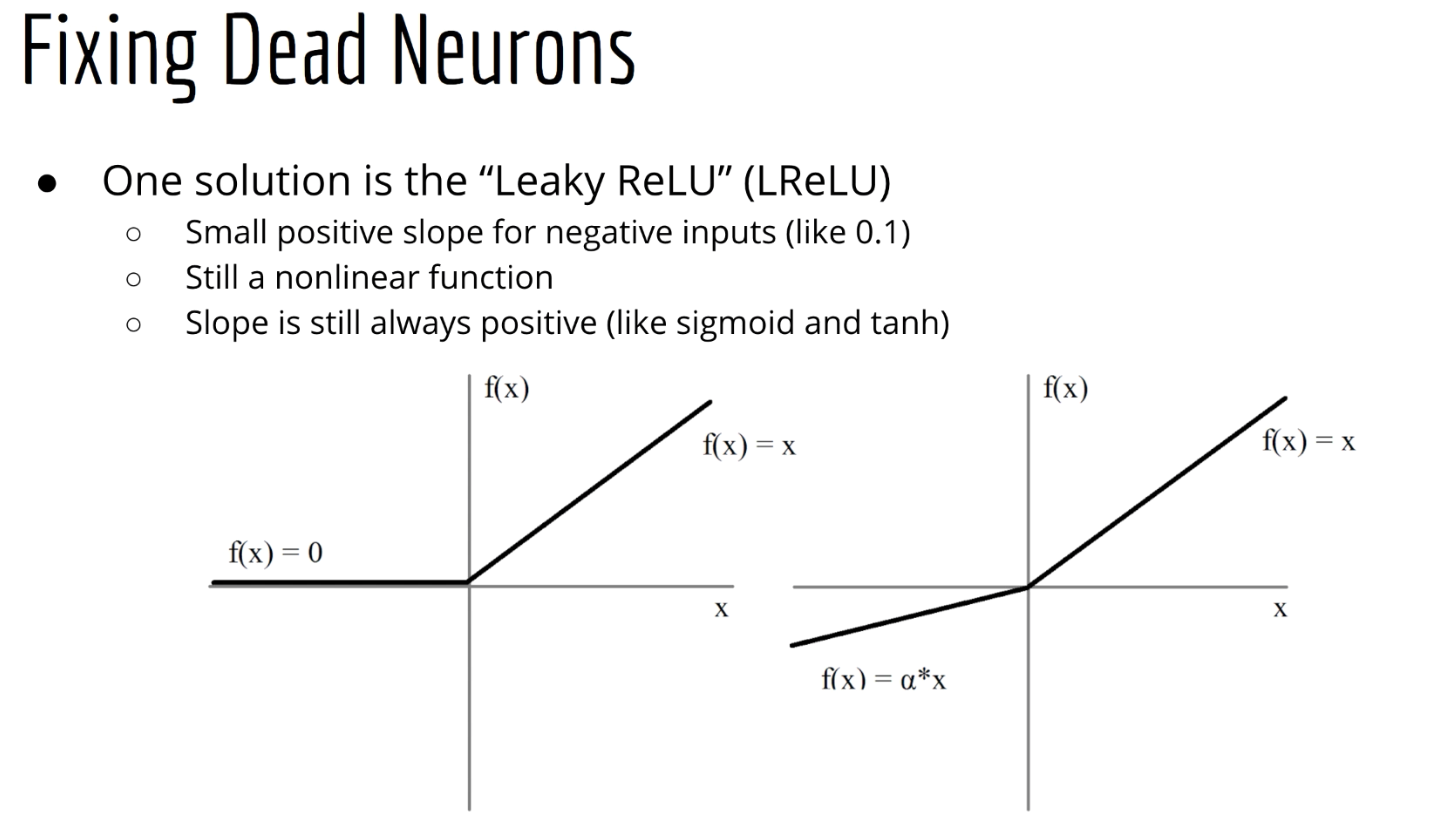 Fixing Dead Neurons
● One solution is the “Leaky ReLU” (LReLU)
○ Small positive slope for negative inputs (like 0.1)
○ Still a nonlinear function
○ Slope is still always positive (like sigmoid and tanh)
f(x)
f(x) = x
f(x) = 0
x
f(x)
f(x) = x
x
f(x) = α*x